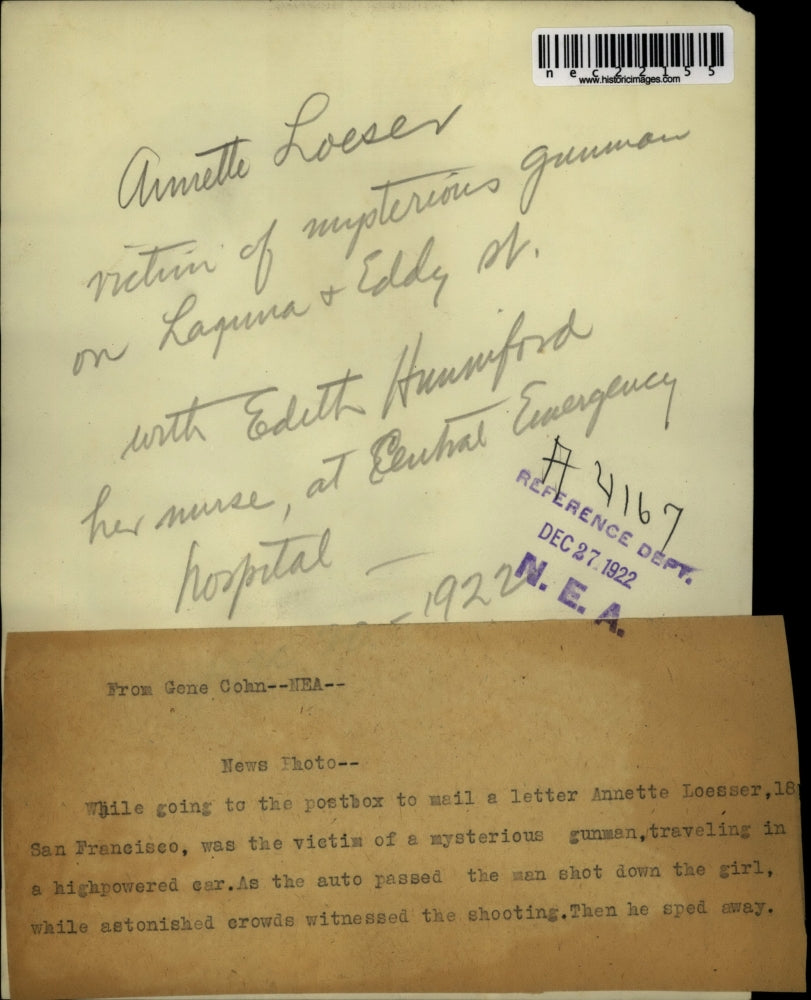 nec22155
www.historicimages.com
Annette Loeser
victim of mysterious gunman
on Laguna + Eddy st.
with Edith Hunniford
her nurse, at Central Emergency
hospital —
- 1922
A 4167
REFERENCE DEPT.
DEC 27 1922
N. E. A.
From Gene Cohn--NEA--
News Photo--
While going to the postbox to mail a letter Annette Loesser,18
San Francisco, was the victim of a mysterious gunman,traveling in
a highpowered car.As the auto passed the man shot down the girl,
while astonished crowds witnessed the shooting.Then he sped away.